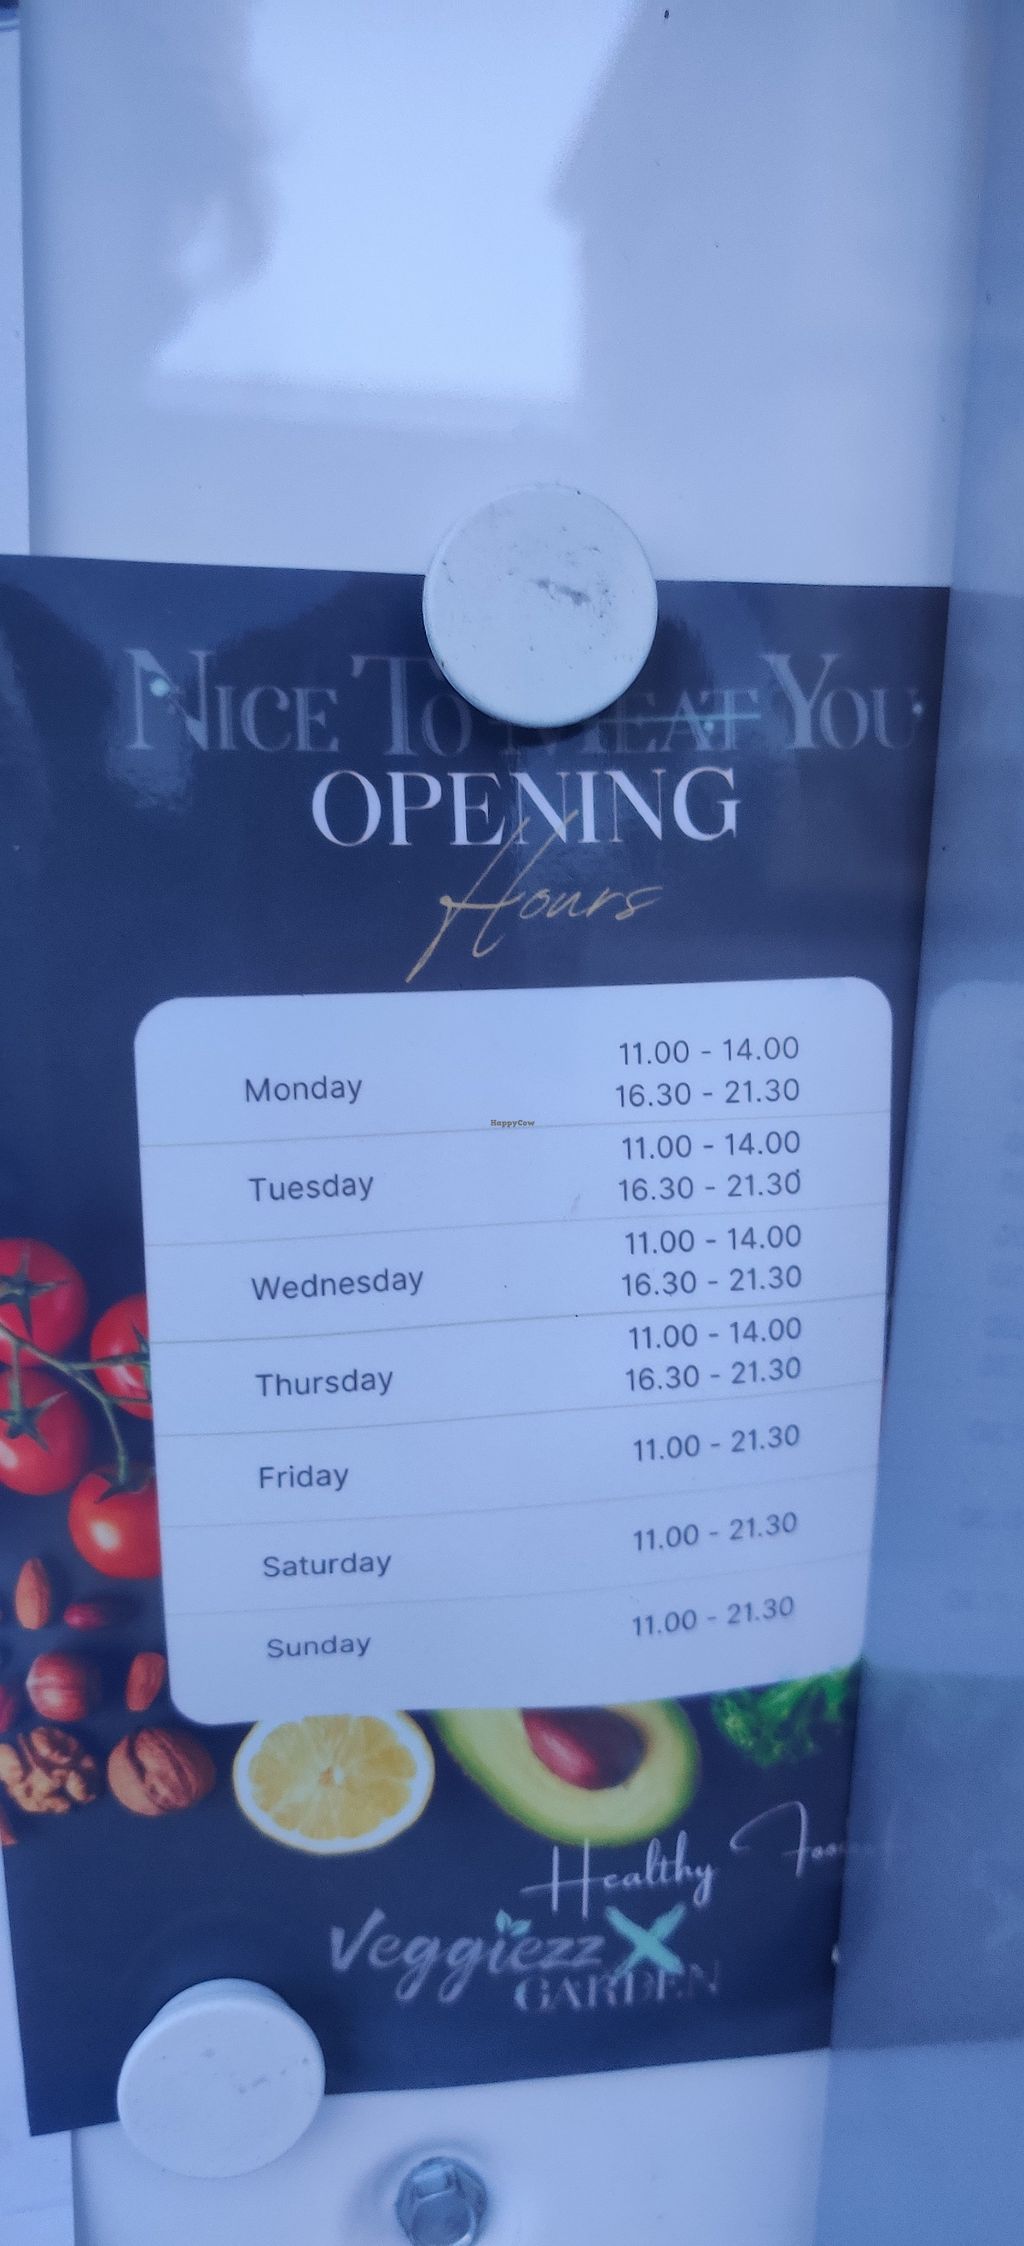 NICE TO MEAT YOU
OPENING
Hours
Monday
11.00 - 14.00
16.30 - 21.30
HappyCow
Tuesday
11.00 - 14.00
16.30 - 21.30
Wednesday
11.00 - 14.00
16.30 - 21.30
Thursday
11.00 - 14.00
16.30 - 21.30
Friday
11.00 - 21.30
Saturday
11.00 - 21.30
Sunday
11.00 - 21.30
Healthy
Veggiezz X
GARDEN